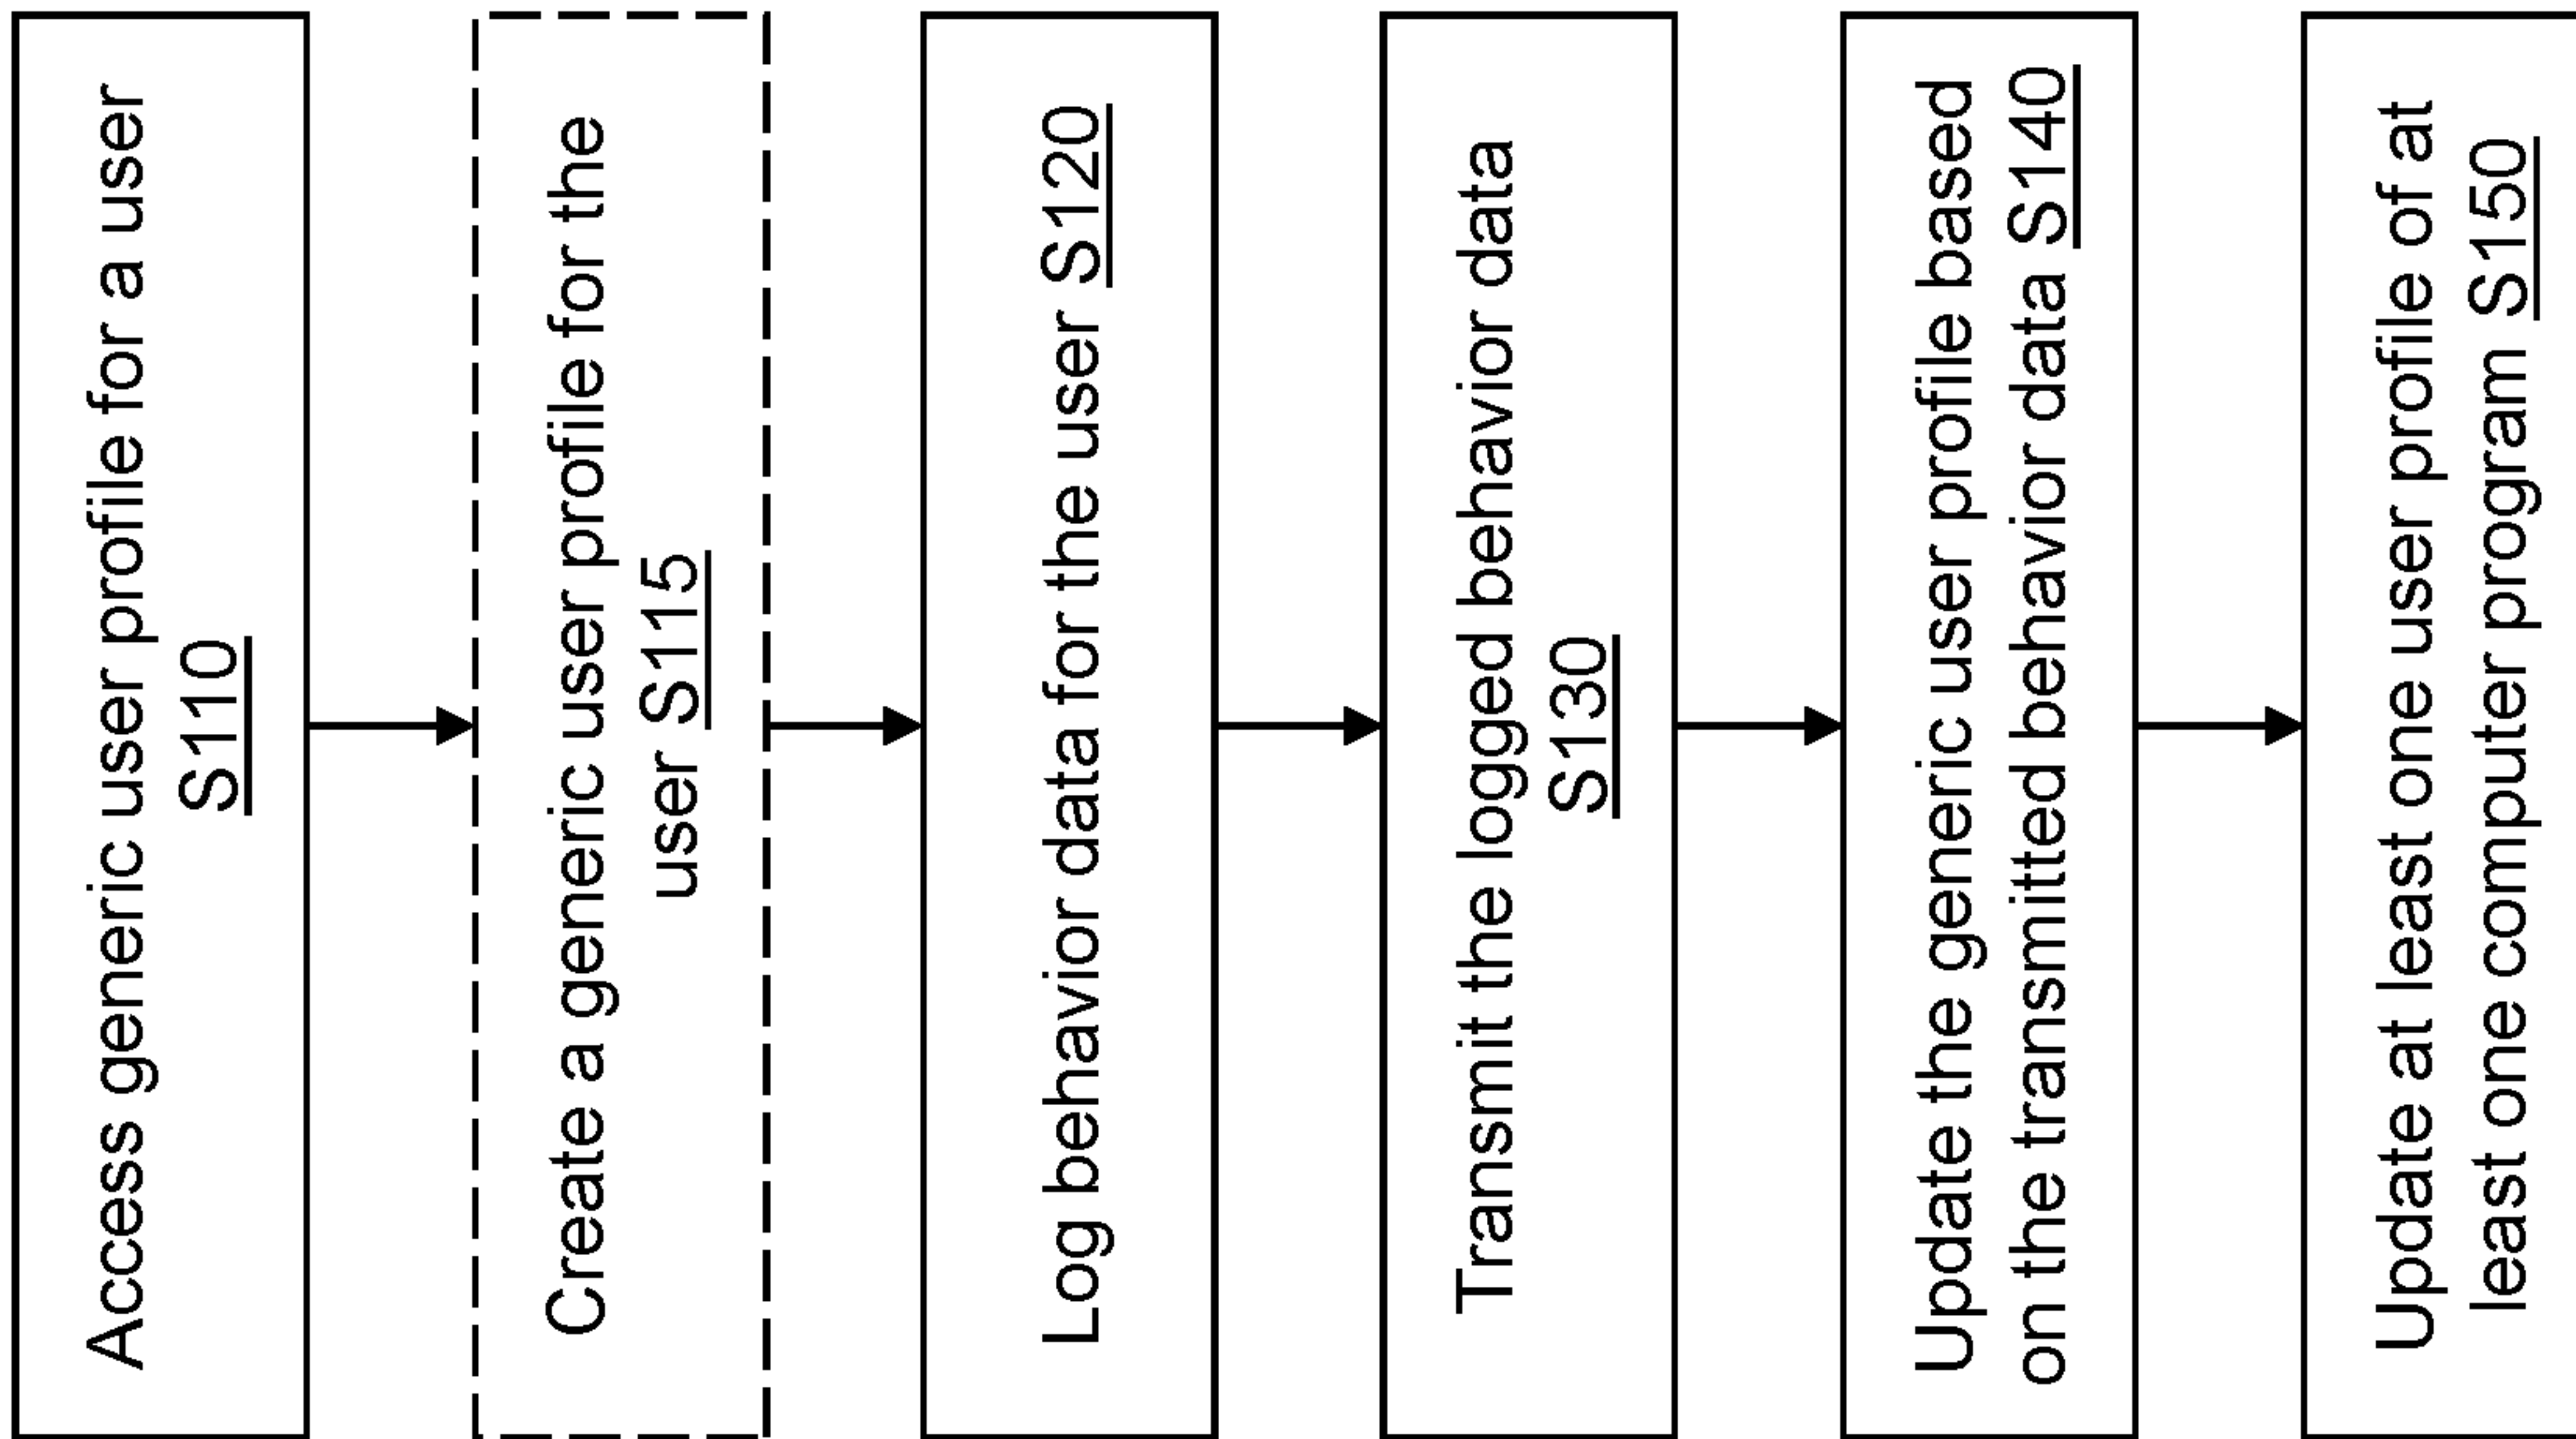 Access generic user profile for a user
S110
Create a generic user profile for the
user S115
Log behavior data for the user S120
Transmit the logged behavior data
S130
Update the generic user profile based
on the transmitted behavior data S140
Update at least one user profile of at
least one computer program S150